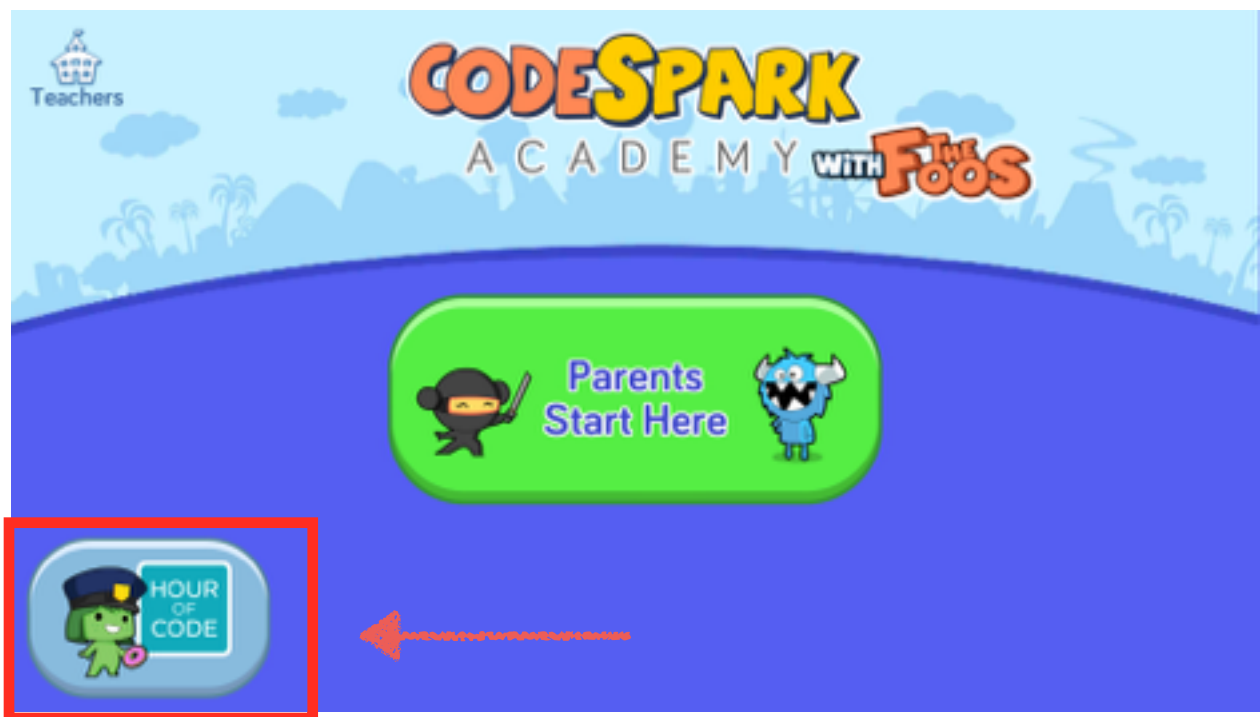 Teachers
CODESPARK
ACADEMY WITH THE FOOS
Parents
Start Here
HOUR
OF
CODE